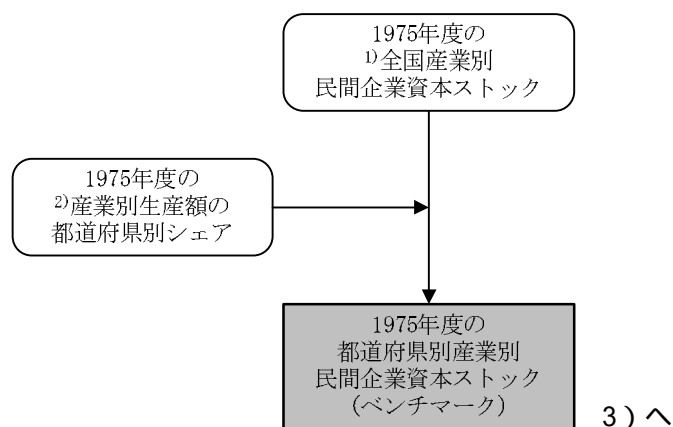 1975年度の
1)全国産業別
民間企業資本ストック
1975年度の
2)産業別生産額の
都道府県別シェア
1975年度の
都道府県別産業別
民間企業資本ストック
(ベンチマーク)
3)へ